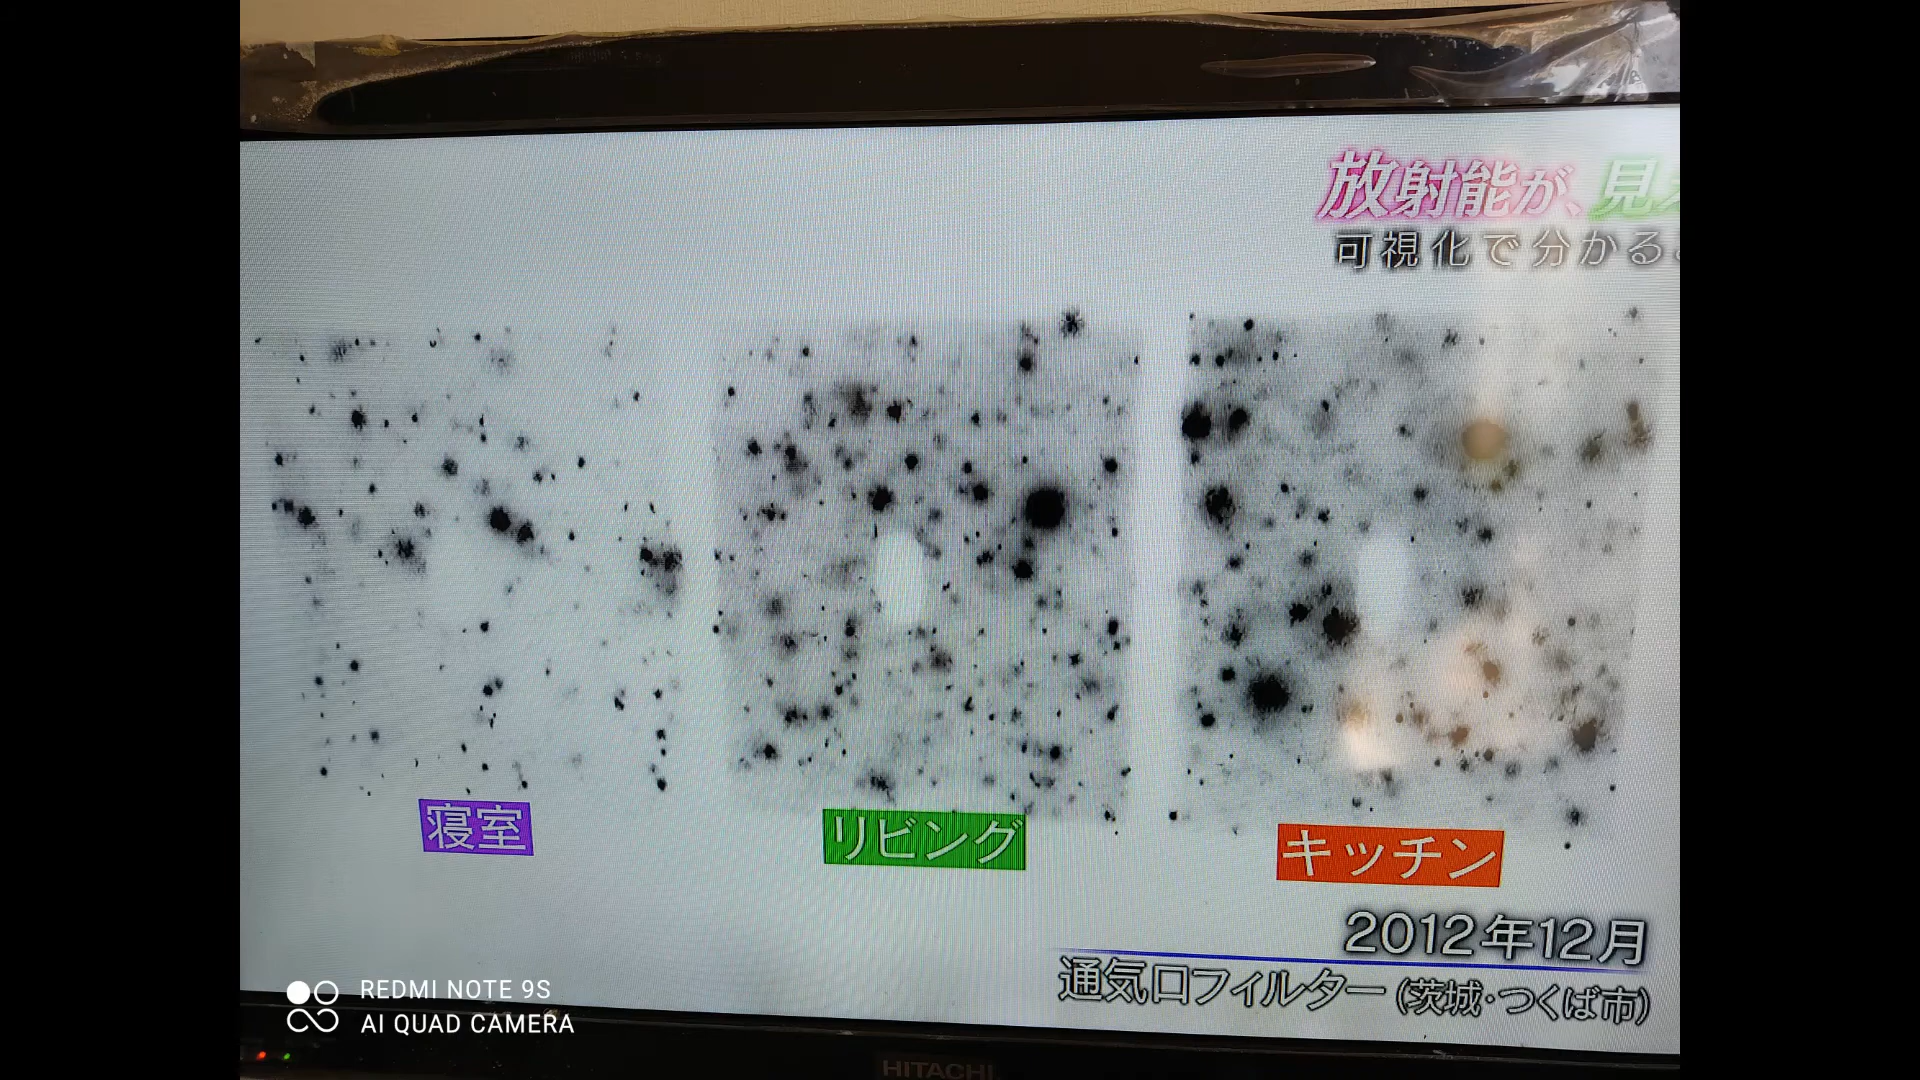 放射能が、見え
可視化で分かる
寝室
リビング
キッチン
2012年12月
通気口フィルター (茨城・つくば市)
REDMI NOTE 9S
AI QUAD CAMERA
HITACHI